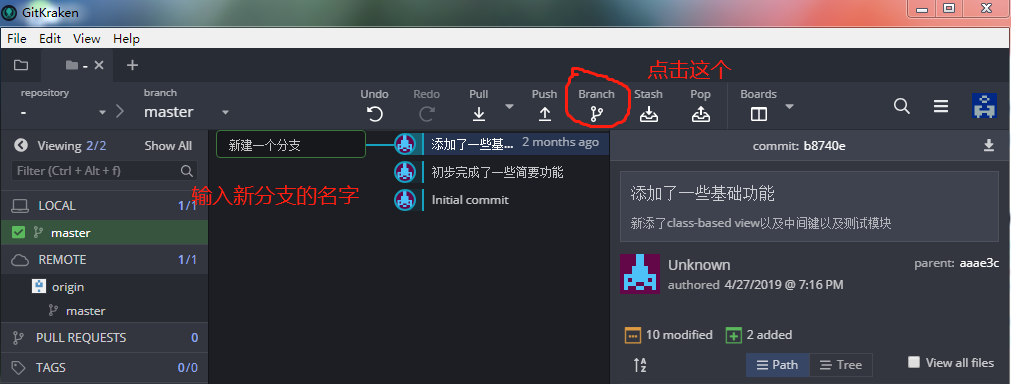 GitKraken
File Edit View Help
-
点击这个
repository
-
branch
master
Undo
Redo
Pull
Push
Branch
Stash
Pop
Boards
Viewing 2/2 Show All
Filter (Ctrl + Alt + f)
LOCAL 1/1
master
REMOTE 1/1
origin
master
PULL REQUESTS 0
TAGS 0/0
新建一个分支
输入新分支的名字
添加了一些基... 2 months ago
初步完成了一些简要功能
Initial commit
commit: b8740e
添加了一些基础功能
新添了class-based view以及中间键以及测试模块
Unknown
authored 4/27/2019 @ 7:16 PM
parent: aaae3c
10 modified
2 added
Path
Tree
View all files